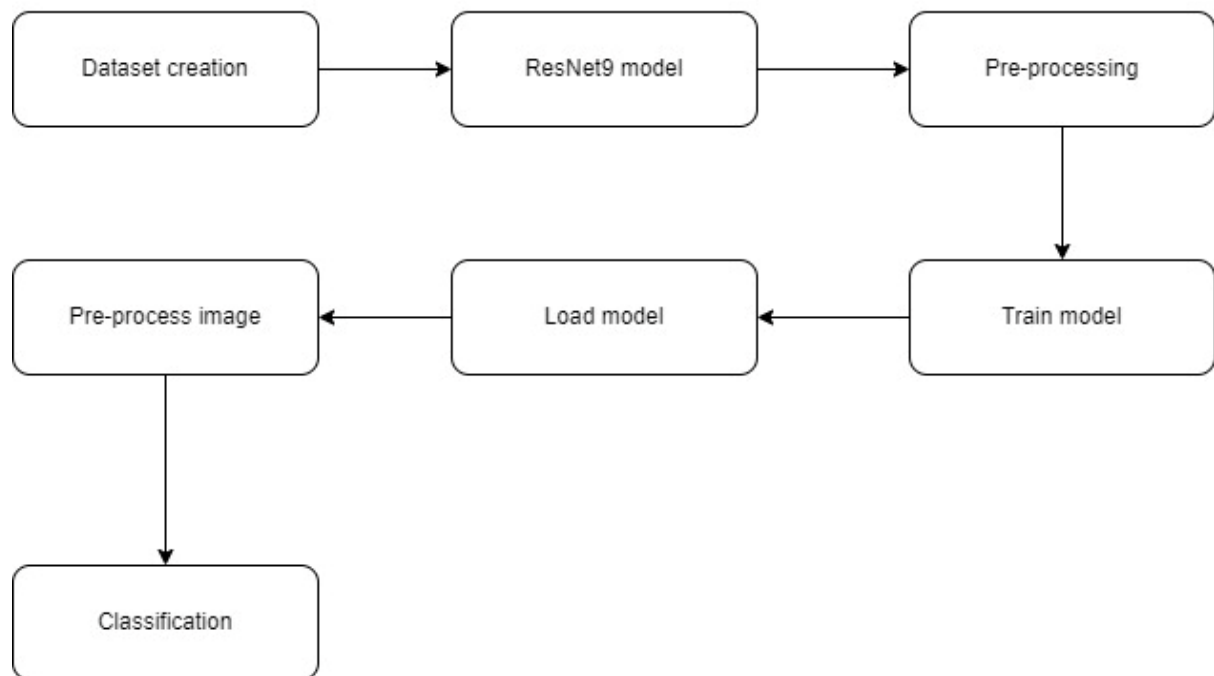 Dataset creation
ResNet9 model
Pre-processing
Train model
Load model
Pre-process image
Classification